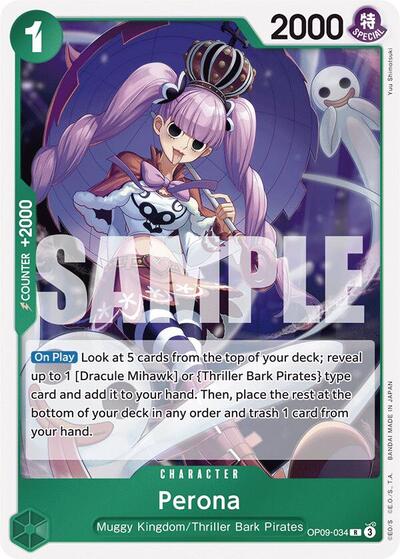 1
2000
特
SPECIAL
Yuu Shimotsuki
COUNTER +2000
SAMPLE
On Play Look at 5 cards from the top of your deck; reveal
up to 1 [Dracule Mihawk] or {Thriller Bark Pirates} type
card and add it to your hand. Then, place the rest at the
bottom of your deck in any order and trash 1 card from
your hand.
©E.O./S. ©E.O./S., T.A. BANDAI MADE IN JAPAN
CHARACTER
Perona
Muggy Kingdom/Thriller Bark Pirates
OP09-034 R 3